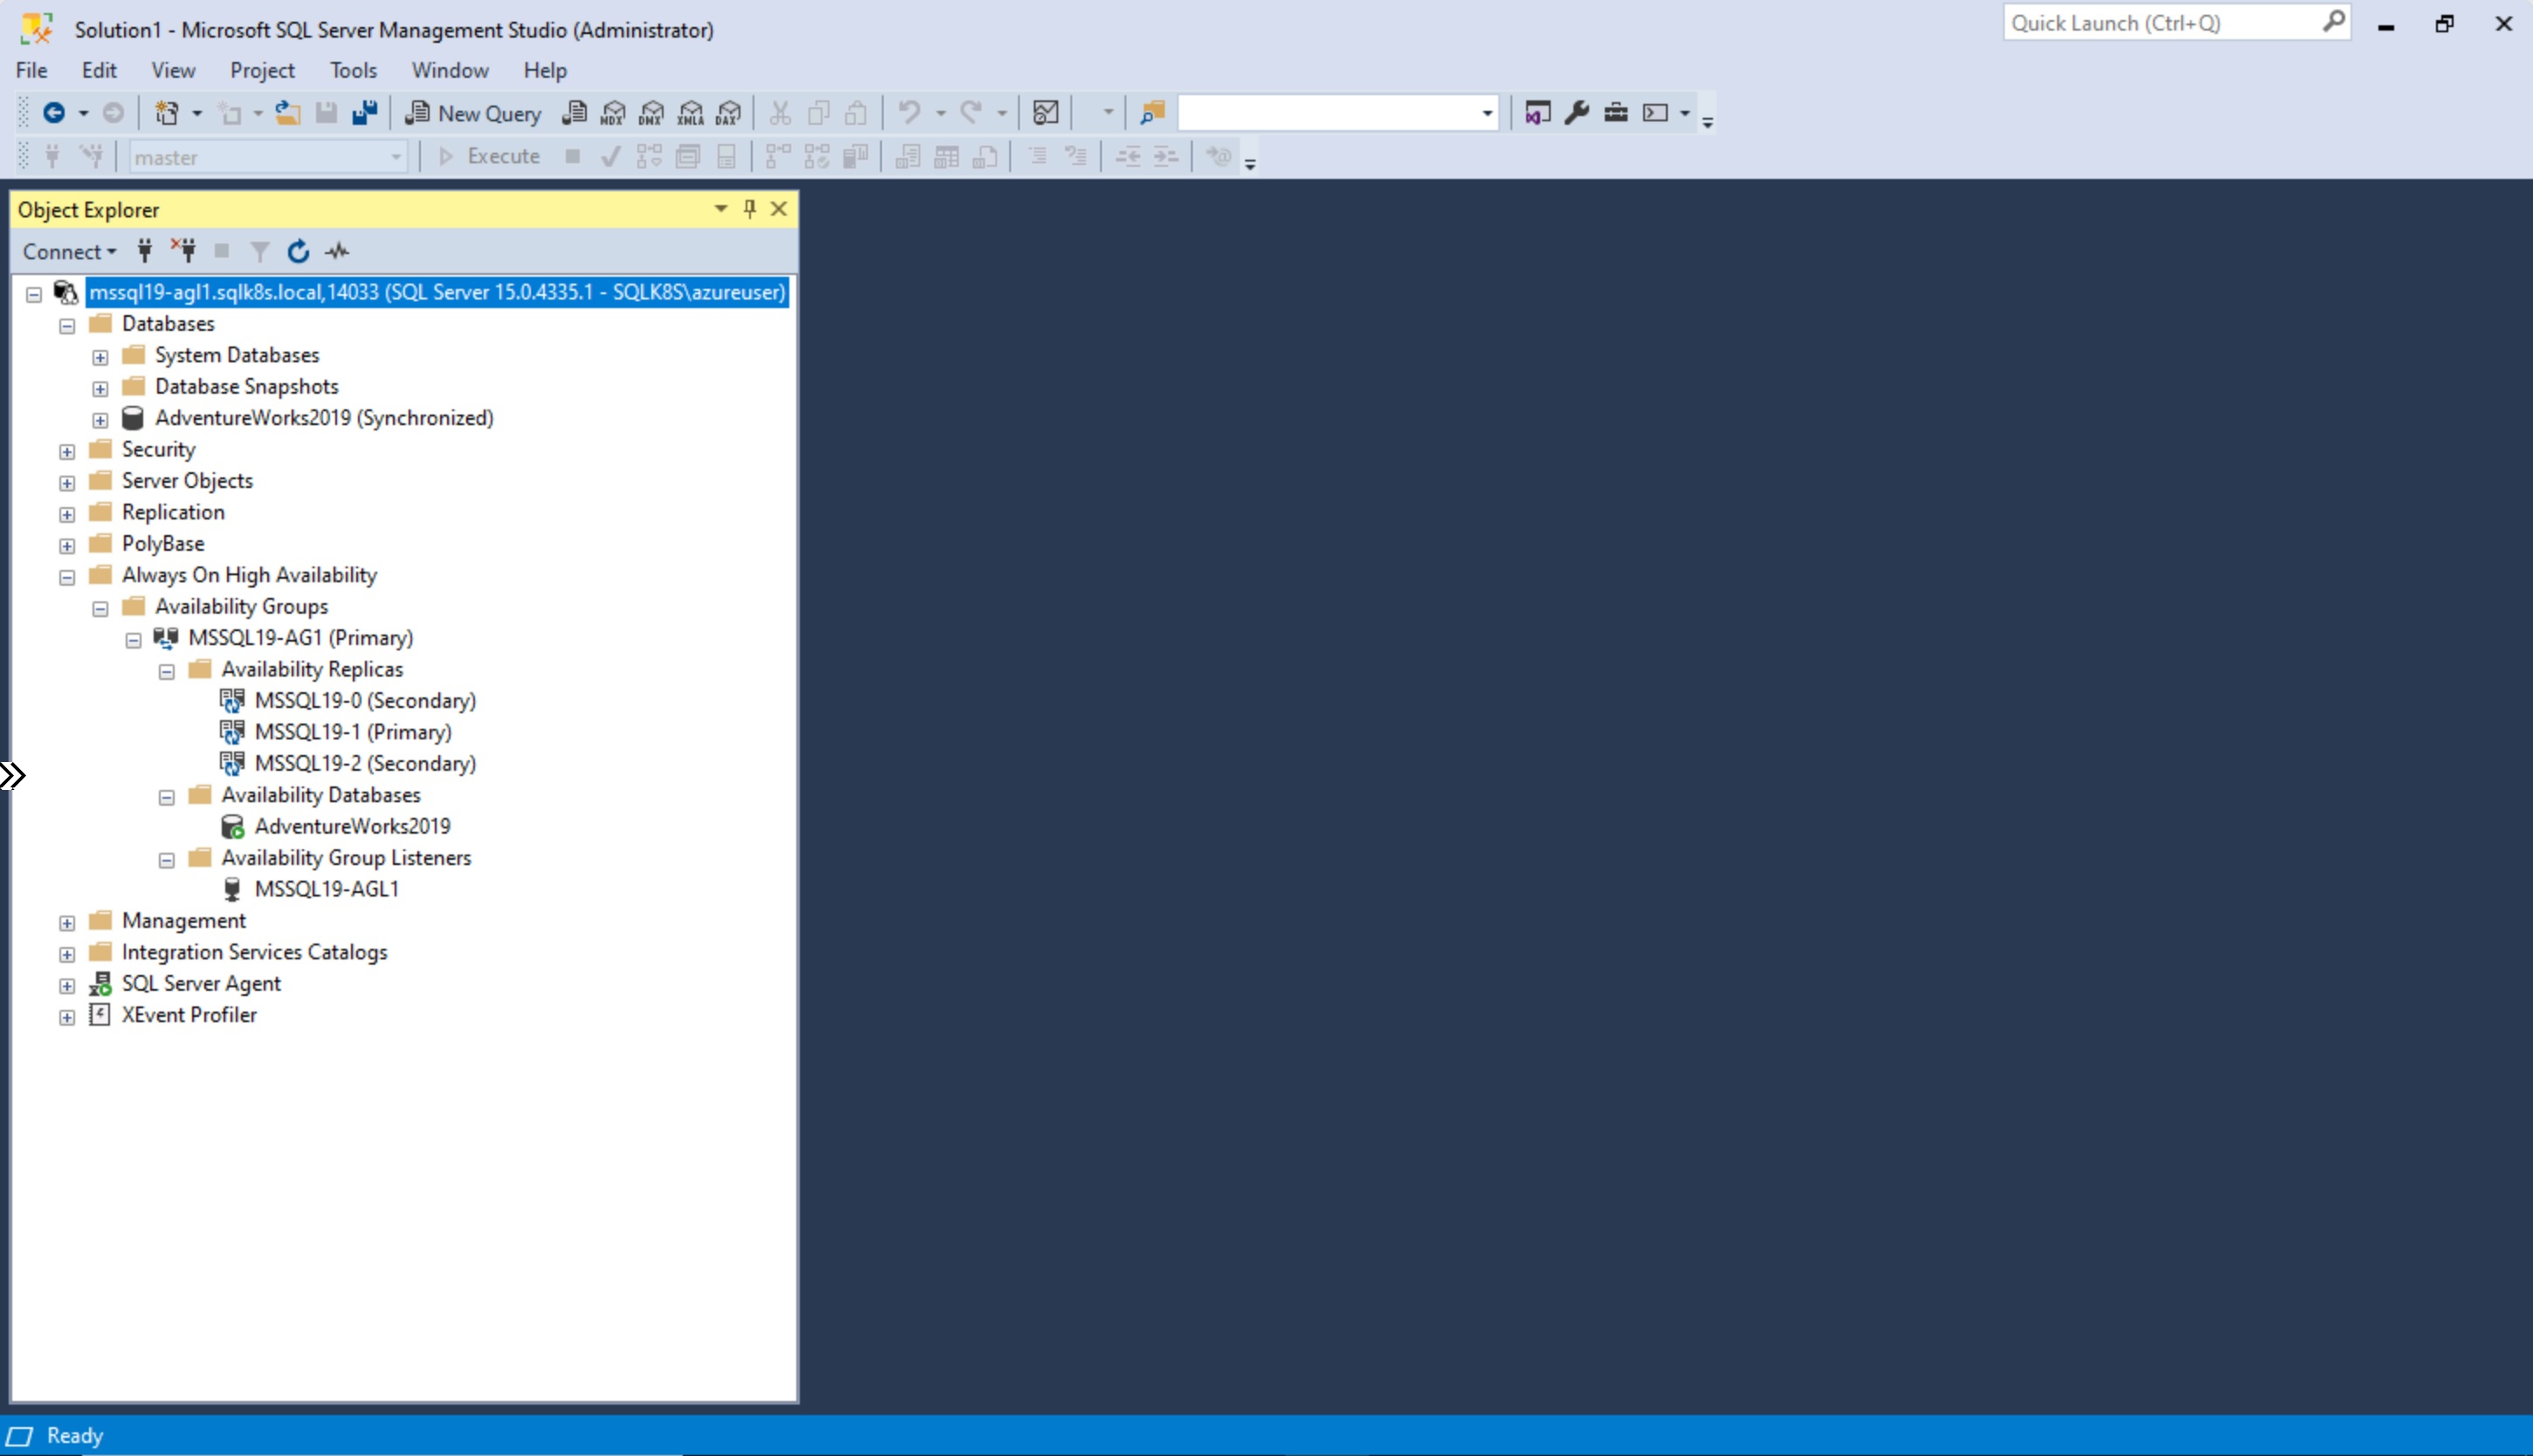 Solution1 - Microsoft SQL Server Management Studio (Administrator)
Quick Launch (Ctrl+Q)
File Edit View Project Tools Window Help
New Query MDX DMX XMLA DAX
master Execute
Object Explorer
Connect
mssql19-agl1.sqlk8s.local,14033 (SQL Server 15.0.4335.1 - SQLK8S\azureuser)
Databases
System Databases
Database Snapshots
AdventureWorks2019 (Synchronized)
Security
Server Objects
Replication
PolyBase
Always On High Availability
Availability Groups
MSSQL19-AG1 (Primary)
Availability Replicas
MSSQL19-0 (Secondary)
MSSQL19-1 (Primary)
MSSQL19-2 (Secondary)
Availability Databases
AdventureWorks2019
Availability Group Listeners
MSSQL19-AGL1
Management
Integration Services Catalogs
SQL Server Agent
XEvent Profiler
Ready